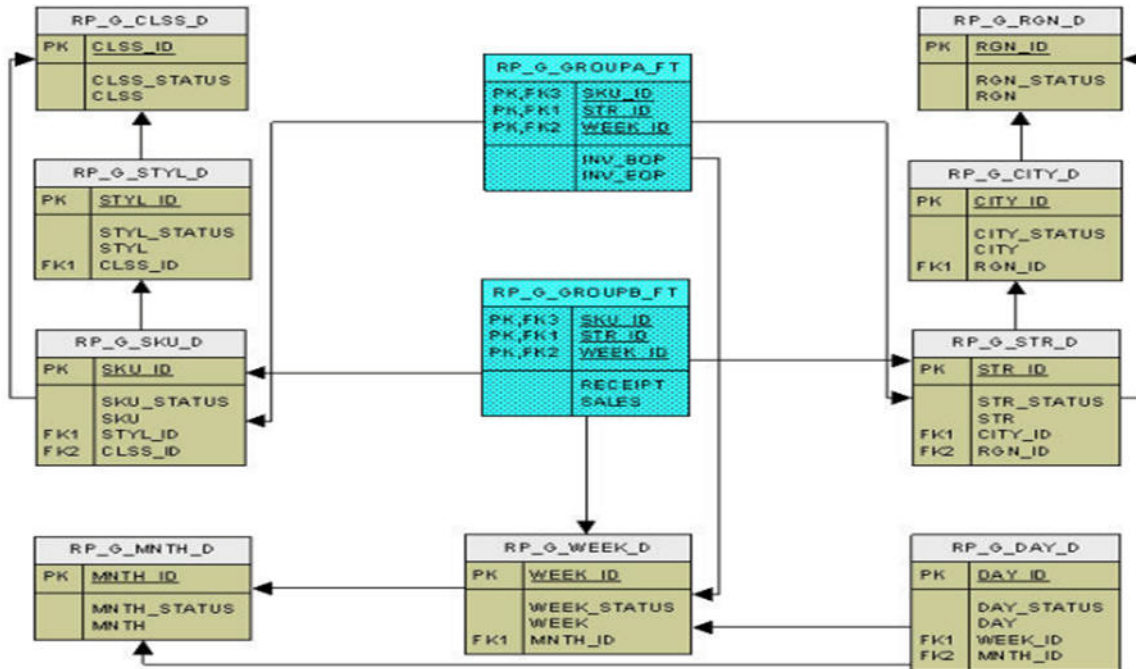 RP_G_CLSS_D
PK CLSS_ID
CLSS_STATUS
CLSS
RP_G_STYL_D
PK STYL_ID
STYL_STATUS
STYL
FK1 CLSS_ID
RP_G_SKU_D
PK SKU_ID
SKU_STATUS
SKU
FK1 STYL_ID
FK2 CLSS_ID
RP_G_MNTH_D
PK MNTH_ID
MNTH_STATUS
MNTH
RP_G_GROUPA_FT
PK,FK3 SKU_ID
PK,FK1 STR_ID
PK,FK2 WEEK_ID
INV_BOP
INV_EOP
RP_G_GROUPB_FT
PK,FK3 SKU_ID
PK,FK1 STR_ID
PK,FK2 WEEK_ID
RECEIPT
SALES
RP_G_WEEK_D
PK WEEK_ID
WEEK_STATUS
WEEK
FK1 MNTH_ID
RP_G_RGN_D
PK RGN_ID
RGN_STATUS
RGN
RP_G_CITY_D
PK CITY_ID
CITY_STATUS
CITY
FK1 RGN_ID
RP_G_STR_D
PK STR_ID
STR_STATUS
STR
FK1 CITY_ID
FK2 RGN_ID
RP_G_DAY_D
PK DAY_ID
DAY_STATUS
DAY
FK1 WEEK_ID
FK2 MNTH_ID